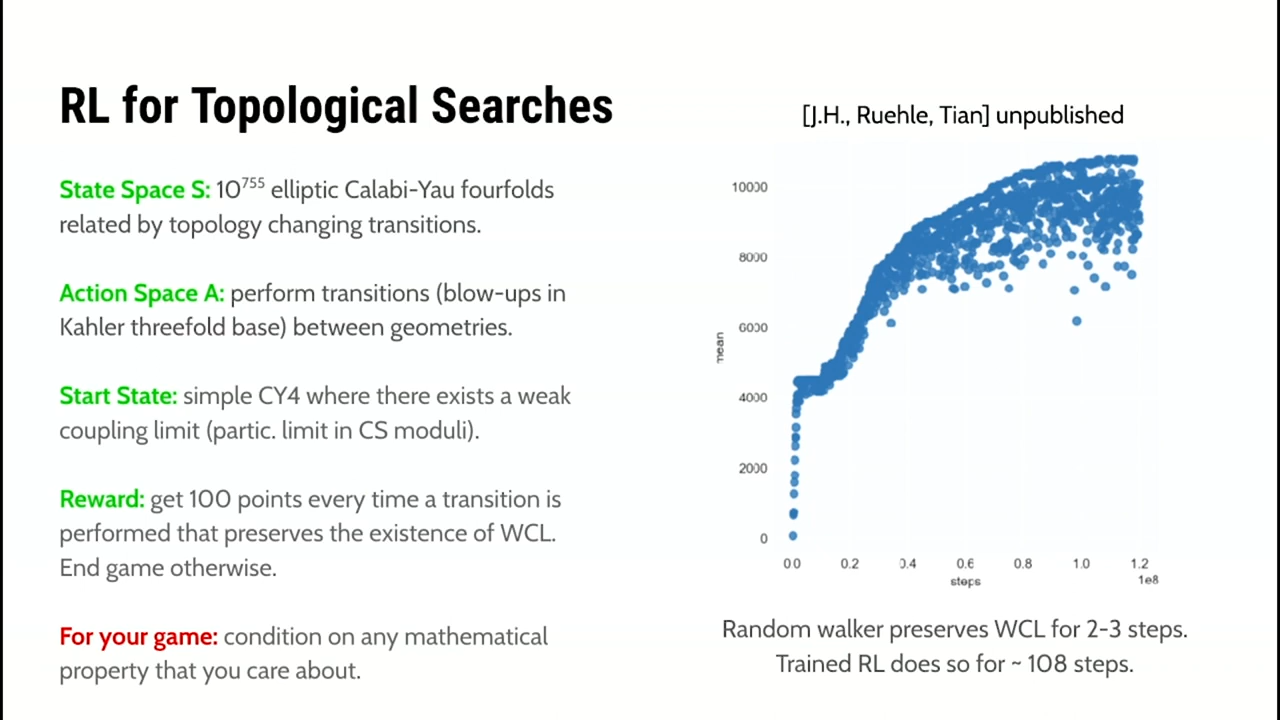 RL for Topological Searches
[J.H., Ruehle, Tian] unpublished
State Space S: 10^755 elliptic Calabi-Yau fourfolds
related by topology changing transitions.
Action Space A: perform transitions (blow-ups in
Kahler threefold base) between geometries.
Start State: simple CY4 where there exists a weak
coupling limit (partic. limit in CS moduli).
Reward: get 100 points every time a transition is
performed that preserves the existence of WCL.
End game otherwise.
For your game: condition on any mathematical
property that you care about.
10000
8000
6000
mean
4000
2000
0
0.0 0.2 0.4 0.6 0.8 1.0 1.2
steps
1e8
Random walker preserves WCL for 2-3 steps.
Trained RL does so for ~ 108 steps.